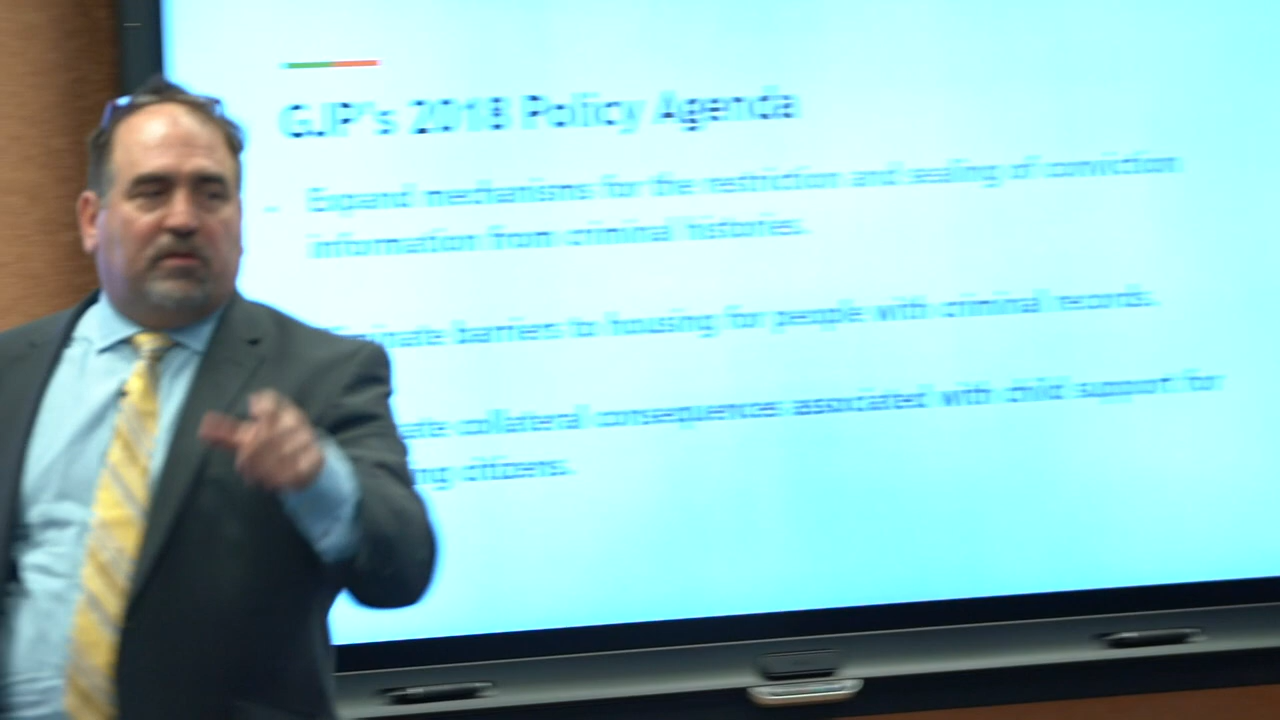 GJP's 2018 Policy Agenda
- Expand mechanisms for the restriction and sealing of conviction
information from criminal histories.
barriers to housing for people with criminal records.
collateral consequences associated with child support for
citizens.